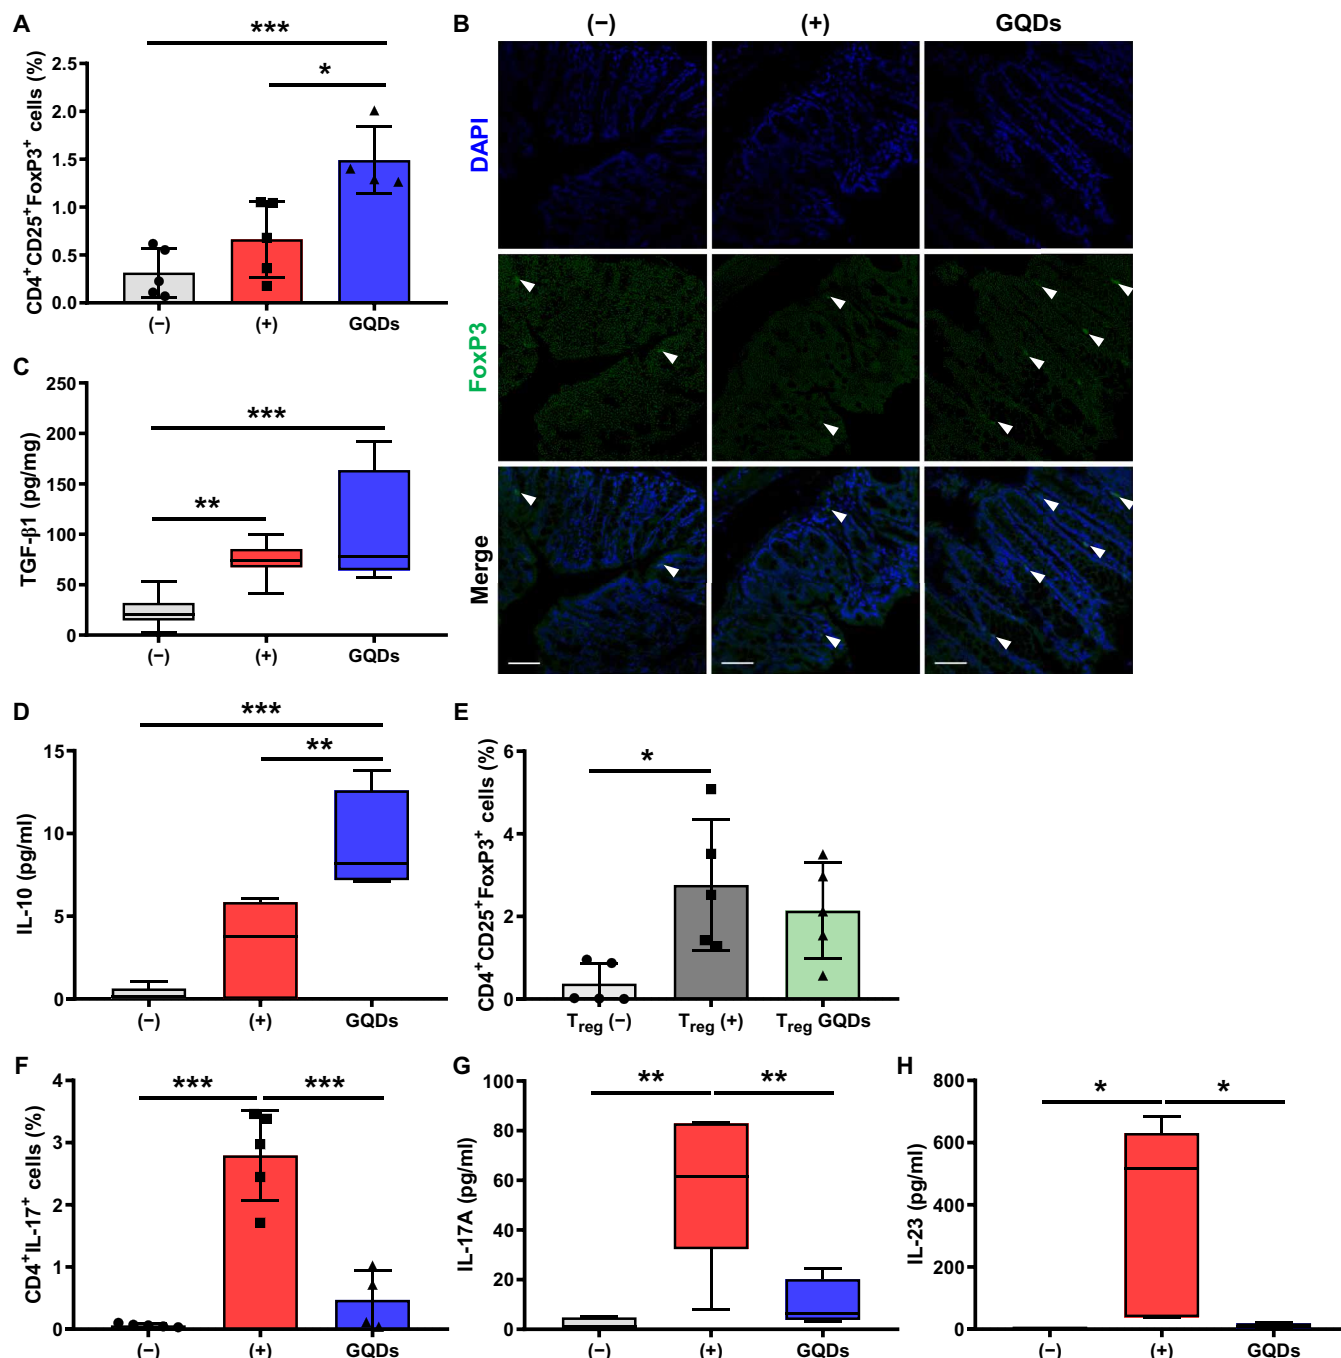 A
***
*
CD4+CD25+FoxP3+ cells (%)
2.5
2.0
1.5
1.0
0.5
0.0
(−)
(+)
GQDs
B
(−)
(+)
GQDs
DAPI
FoxP3
Merge
C
***
**
TGF-β1 (pg/mg)
250
200
150
100
50
0
(−)
(+)
GQDs
D
***
**
IL-10 (pg/ml)
15
10
5
0
(−)
(+)
GQDs
E
*
CD4+CD25+FoxP3+ cells (%)
6
4
2
0
Treg (−)
Treg (+)
Treg GQDs
F
***
***
CD4+IL-17+ cells (%)
4
3
2
1
0
(−)
(+)
GQDs
G
**
**
IL-17A (pg/ml)
100
80
60
40
20
0
(−)
(+)
GQDs
H
*
*
IL-23 (pg/ml)
800
600
400
200
0
(−)
(+)
GQDs